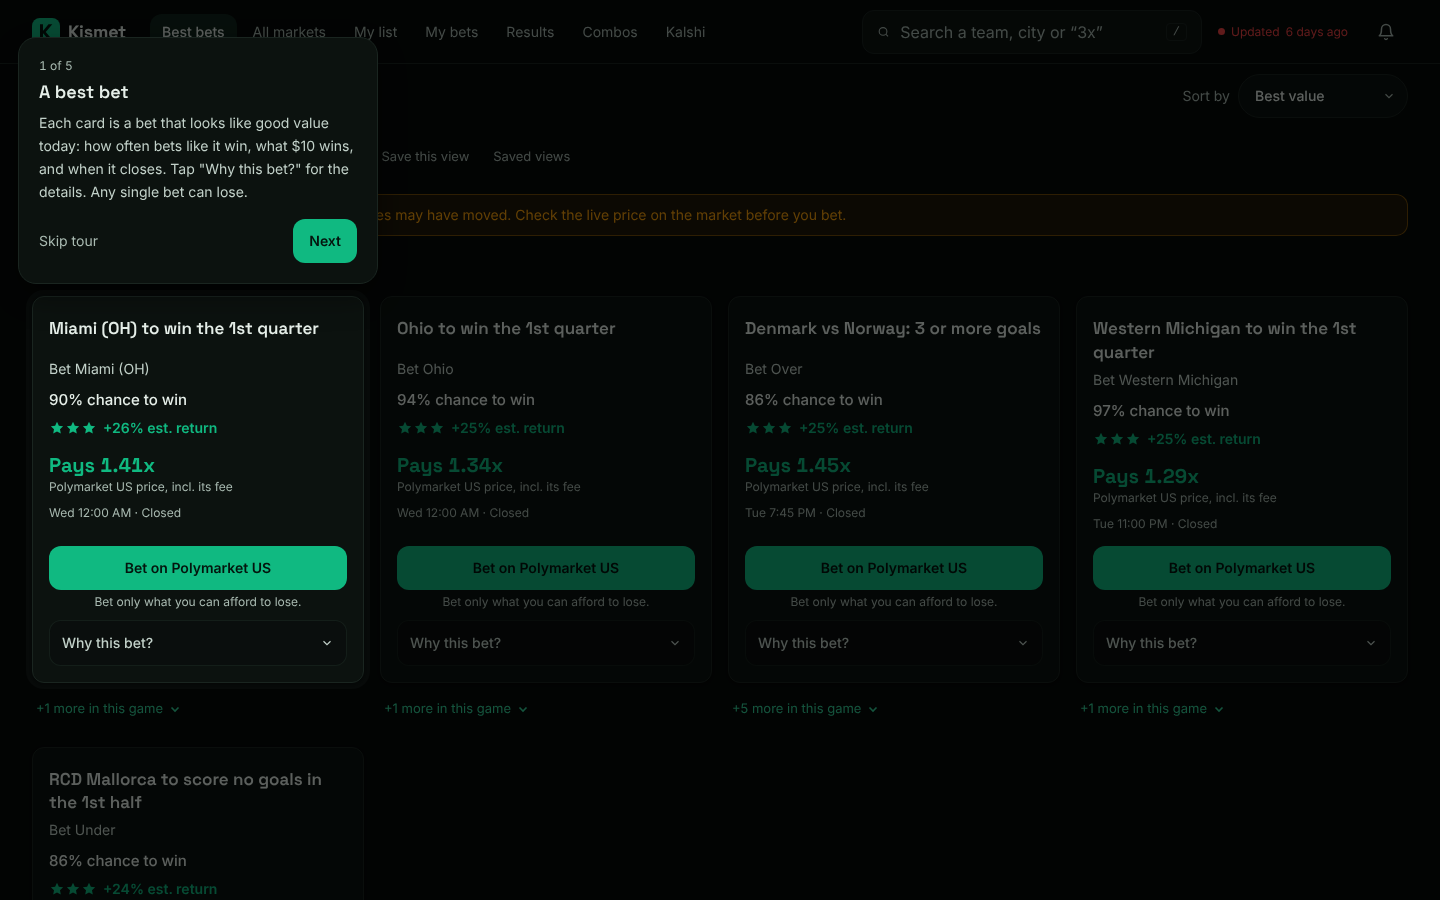 Kismet
Best bets
All markets
My list
My bets
Results
Combos
Kalshi
Search a team, city or “3x”
/
Updated 6 days ago
1 of 5
A best bet
Each card is a bet that looks like good value
today: how often bets like it win, what $10 wins,
and when it closes. Tap "Why this bet?" for the
details. Any single bet can lose.
Skip tour
Next
Sort by
Best value
Save this view
Saved views
may have moved. Check the live price on the market before you bet.
Miami (OH) to win the 1st quarter
Bet Miami (OH)
90% chance to win
★★★ +26% est. return
Pays 1.41x
Polymarket US price, incl. its fee
Wed 12:00 AM · Closed
Bet on Polymarket US
Bet only what you can afford to lose.
Why this bet?
+1 more in this game
Ohio to win the 1st quarter
Bet Ohio
94% chance to win
★★★ +25% est. return
Pays 1.34x
Polymarket US price, incl. its fee
Wed 12:00 AM · Closed
Bet on Polymarket US
Bet only what you can afford to lose.
Why this bet?
+1 more in this game
Denmark vs Norway: 3 or more goals
Bet Over
86% chance to win
★★★ +25% est. return
Pays 1.45x
Polymarket US price, incl. its fee
Tue 7:45 PM · Closed
Bet on Polymarket US
Bet only what you can afford to lose.
Why this bet?
+5 more in this game
Western Michigan to win the 1st
quarter
Bet Western Michigan
97% chance to win
★★★ +25% est. return
Pays 1.29x
Polymarket US price, incl. its fee
Tue 11:00 PM · Closed
Bet on Polymarket US
Bet only what you can afford to lose.
Why this bet?
+1 more in this game
RCD Mallorca to score no goals in
the 1st half
Bet Under
86% chance to win
★★★ +24% est. return